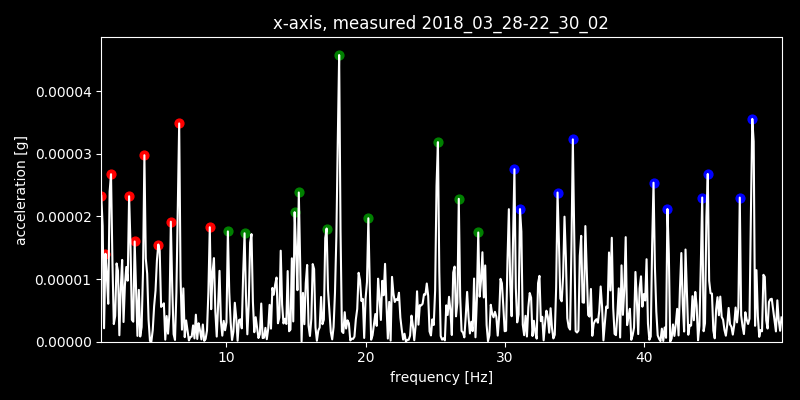 x-axis, measured 2018_03_28-22_30_02
acceleration [g]
0.00004
0.00003
0.00002
0.00001
0.00000
10 20 30 40
frequency [Hz]